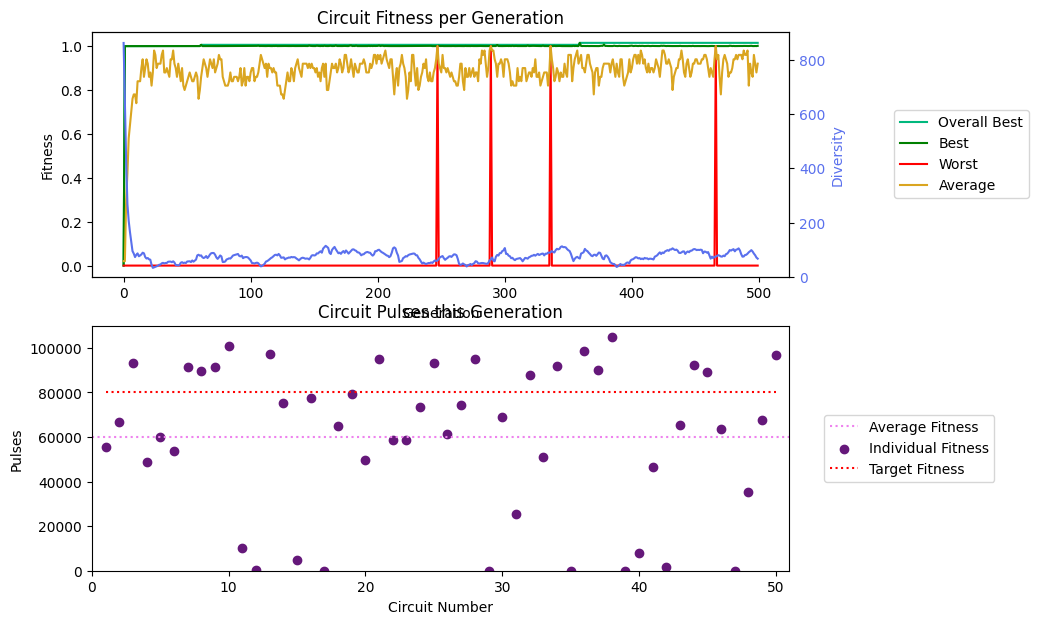 Circuit Fitness per Generation
1.0
0.8
0.6
0.4
0.2
0.0
Fitness
800
600
400
200
0
Diversity
0
100
200
300
400
500
Generation
Overall Best
Best
Worst
Average
Circuit Pulses this Generation
100000
80000
60000
40000
20000
0
Pulses
0
10
20
30
40
50
Circuit Number
Average Fitness
Individual Fitness
Target Fitness